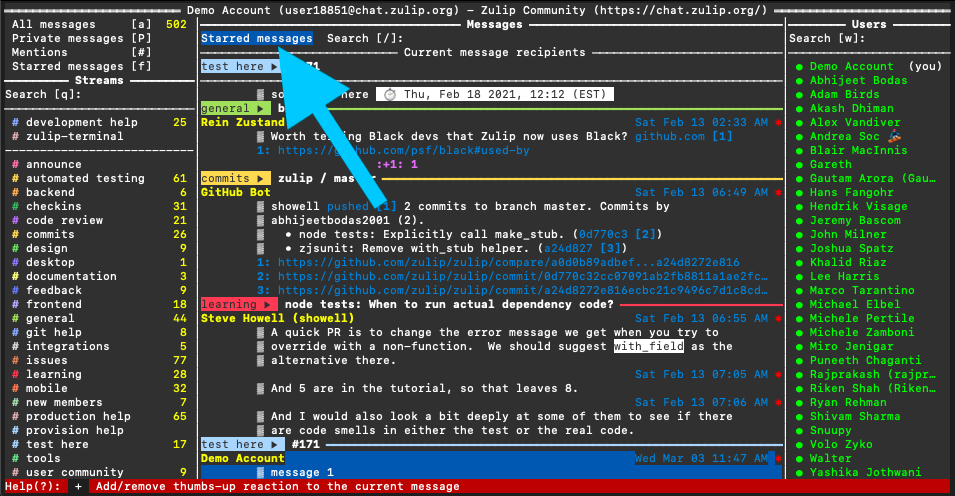 Demo Account (user18851@chat.zulip.org) – Zulip Community (https://chat.zulip.org/)
All messages [a] 502
Private messages [P]
Mentions [#]
Starred messages [f]
Streams
Search [q]:
# development help 25
# zulip-terminal
# announce
# automated testing 61
# backend 6
# checkins 31
# code review 21
# commits 26
# design 9
# desktop 1
# documentation 3
# feedback 9
# frontend 18
# general 44
# git help 8
# integrations 5
# issues 77
# learning 28
# mobile 32
# new members 7
# production help 65
# provision help
# test here 17
# tools
# user community 9
Messages
Starred messages Search [/]:
Current message recipients
test here ▶ 171
so here ⏱ Thu, Feb 18 2021, 12:12 (EST)
general ▶ b
Rein Zustand Sat Feb 13 02:33 AM *
Worth te ing Black devs that Zulip now uses Black? github.com [1]
1: https://github.com/psf/black#used-by
:+1: 1
commits ▶ zulip / ma er
GitHub Bot Sat Feb 13 06:49 AM *
showell pushed [1] 2 commits to branch master. Commits by
abhijeetbodas2001 (2).
• node tests: Explicitly call make_stub. (0d770c3 [2])
• zjsunit: Remove with_stub helper. (a24d827 [3])
1: https://github.com/zulip/zulip/compare/a0d0b89adbef...a24d8272e816
2: https://github.com/zulip/zulip/commit/0d770c32cc07091ab2fb8811a1ae2fc…
3: https://github.com/zulip/zulip/commit/a24d8272e816ecbc21c9496c7d1c8cd…
learning ▶ node tests: When to run actual dependency code?
Steve Howell (showell) Sat Feb 13 06:55 AM *
A quick PR is to change the error message we get when you try to
override with a non-function. We should suggest with_field as the
alternative there.
Sat Feb 13 07:05 AM *
And 5 are in the tutorial, so that leaves 8.
Sat Feb 13 07:06 AM *
And I would also look a bit deeply at some of them to see if there
are code smells in either the test or the real code.
test here ▶ #171
Demo Account Wed Mar 03 11:47 AM *
message 1
Users
Search [w]:
● Demo Account (you)
● Abhijeet Bodas
● Adam Birds
● Akash Dhiman
● Alex Vandiver
● Andrea Soc
● Blair MacInnis
● Gareth
● Gautam Arora (Gau…
● Hans Fangohr
● Hendrik Visage
● Jeremy Bascom
● John Milner
● Joshua Spatz
● Khalid Riaz
● Lee Harris
● Marco Tarantino
● Michael Elbel
● Michele Pertile
● Michele Zamboni
● Miro Jenigar
● Puneeth Chaganti
● Rajprakash (rajpr…
● Riken Shah (Riken…
● Ryan Rehman
● Shivam Sharma
● Snuupy
● Volo Zyko
● Walter
● Yashika Jothwani
Help(?): + Add/remove thumbs-up reaction to the current message